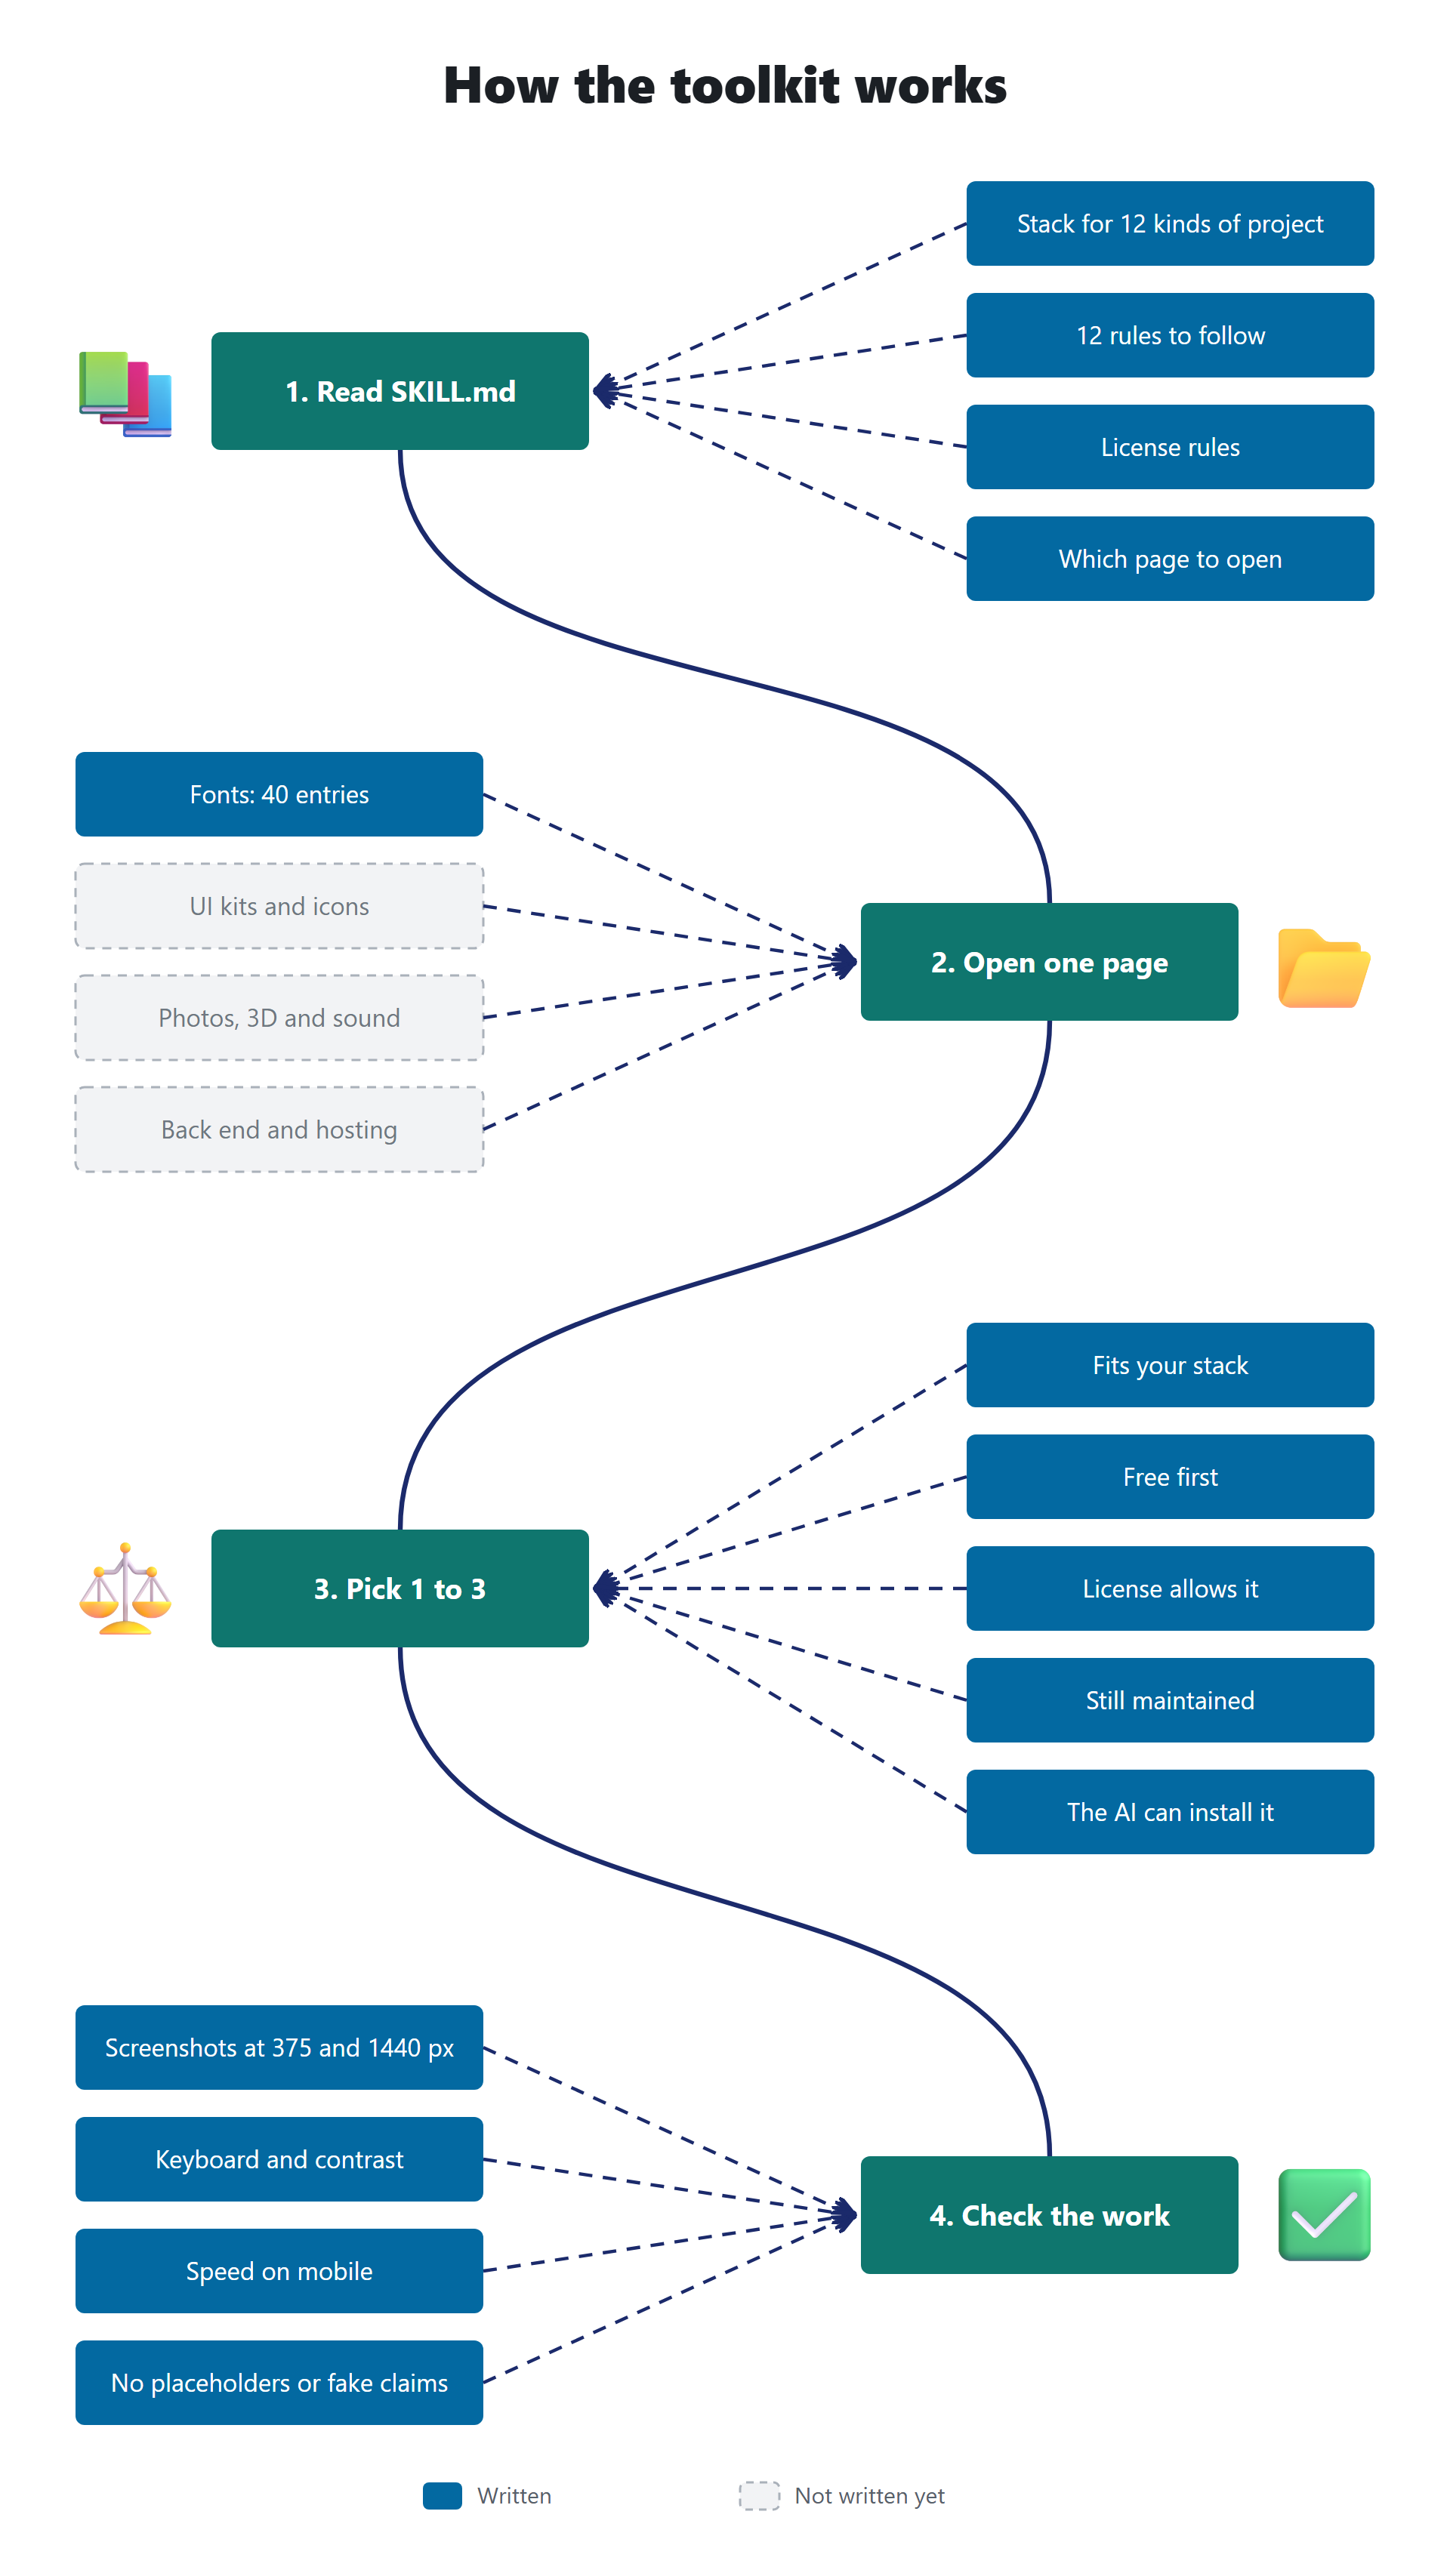 How the toolkit works
Stack for 12 kinds of project
12 rules to follow
1. Read SKILL.md
License rules
Which page to open
Fonts: 40 entries
UI kits and icons
2. Open one page
Photos, 3D and sound
Back end and hosting
Fits your stack
Free first
3. Pick 1 to 3
License allows it
Still maintained
The AI can install it
Screenshots at 375 and 1440 px
Keyboard and contrast
4. Check the work
Speed on mobile
No placeholders or fake claims
Written
Not written yet